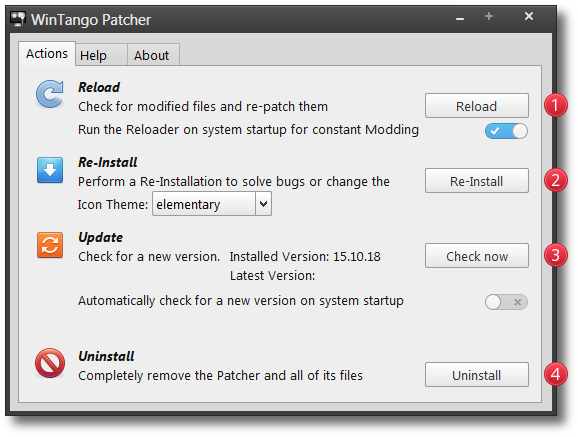 WinTango Patcher
Actions
Help
About
Reload
Check for modified files and re-patch them
Reload
1
Run the Reloader on system startup for constant Modding
Re-Install
Perform a Re-Installation to solve bugs or change the
Re-Install
2
Icon Theme: elementary
Update
Check for a new version. Installed Version: 15.10.18
Check now
3
Latest Version:
Automatically check for a new version on system startup
Uninstall
Completely remove the Patcher and all of its files
Uninstall
4